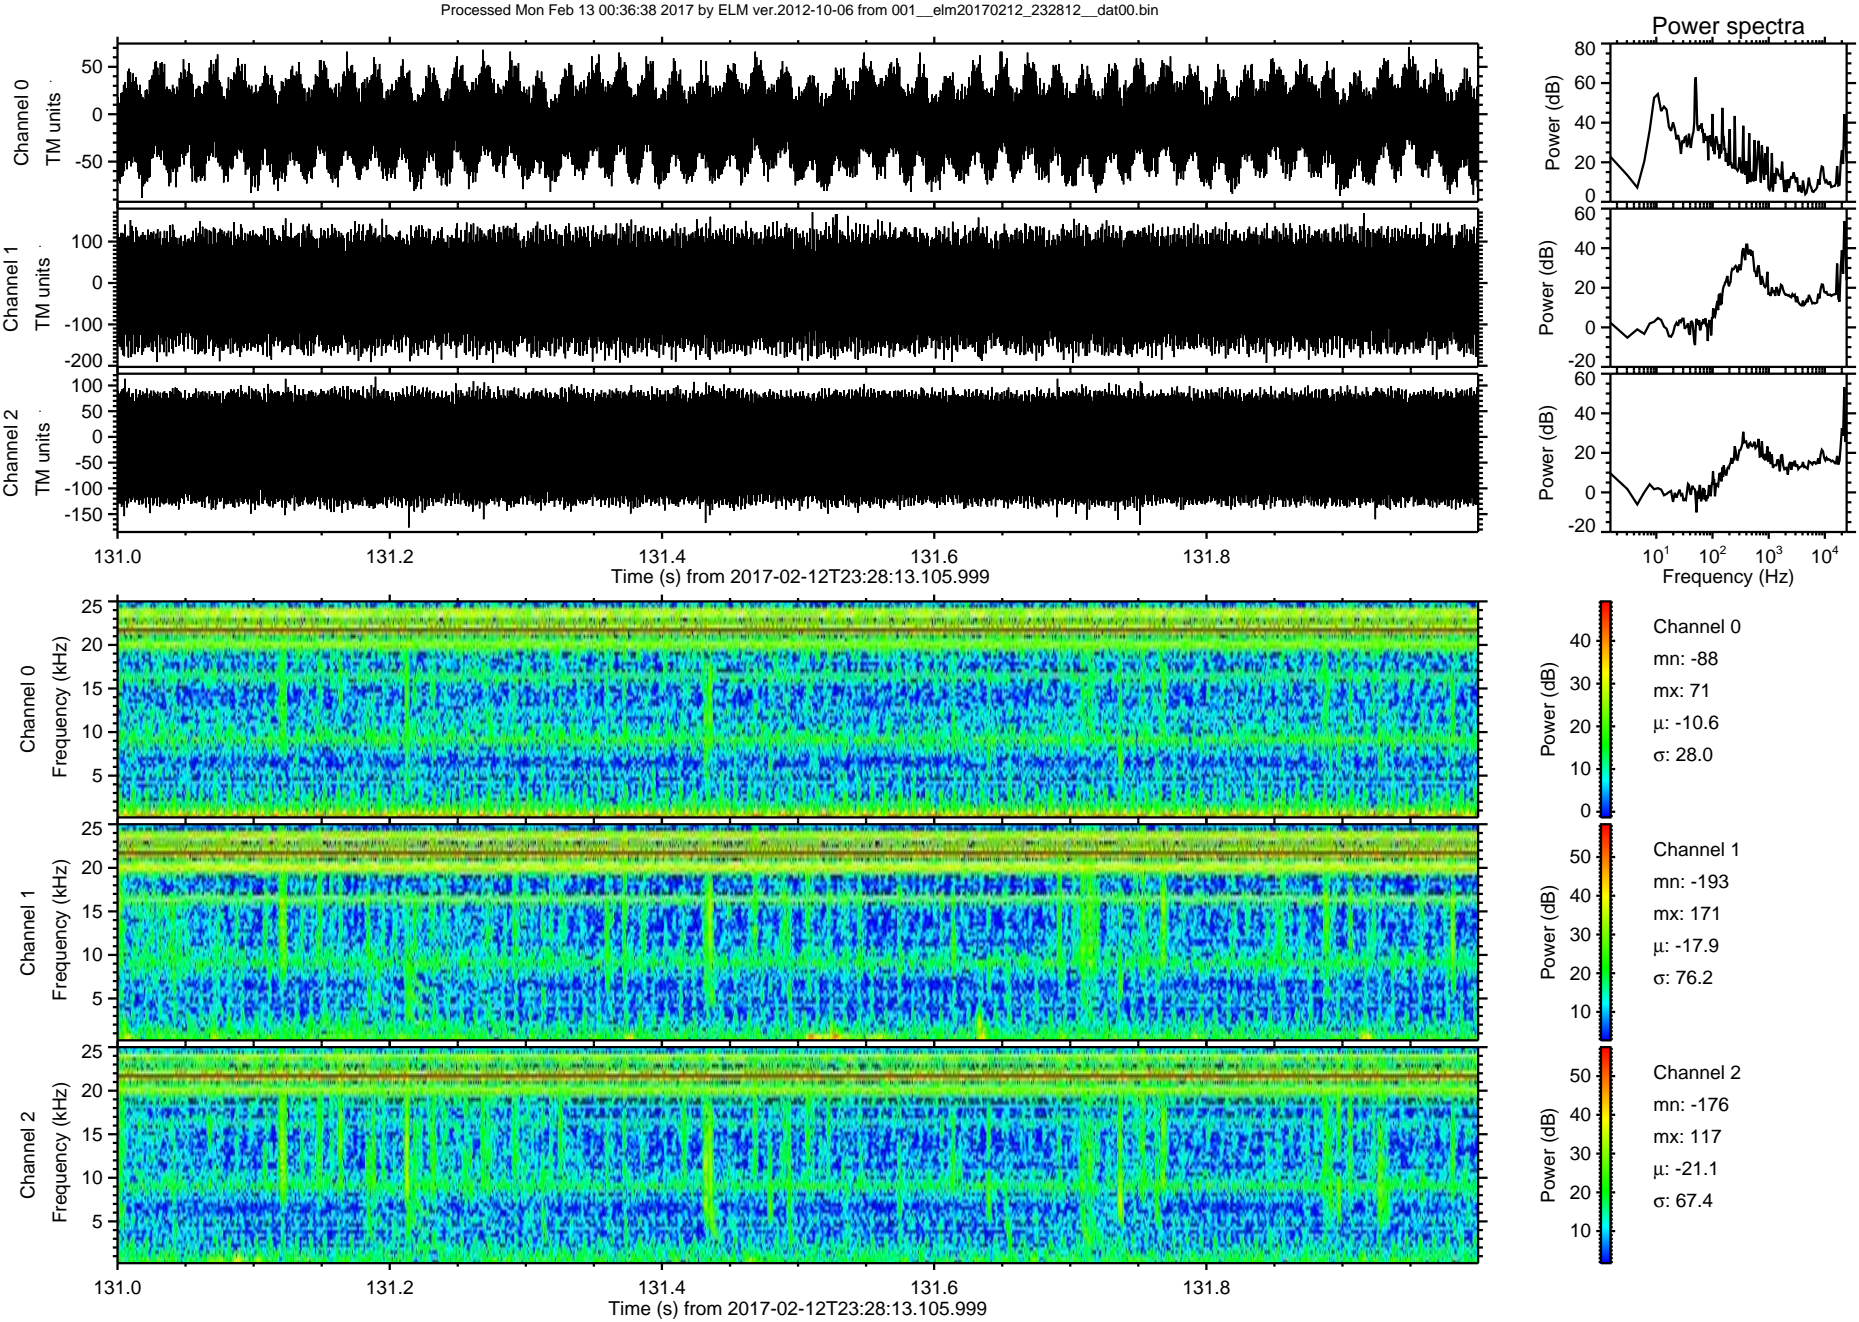 Processed Mon Feb 13 00:36:38 2017 by ELM ver.2012-10-06 from 001__elm20170212_232812__dat00.bin
Power spectra
Channel 0
TM units
50
0
-50
Power (dB)
80
60
40
20
0
Channel 1
TM units
100
0
-100
-200
Power (dB)
60
40
20
0
-20
Channel 2
TM units
100
50
0
-50
-100
-150
Power (dB)
60
40
20
0
-20
131.0 131.2 131.4 131.6 131.8
Time (s) from 2017-02-12T23:28:13.105.999
10¹ 10² 10³ 10⁴
Frequency (Hz)
Channel 0
Frequency (kHz)
25
20
15
10
5
Power (dB)
40
30
20
10
0
Channel 0
mn: -88
mx: 71
μ: -10.6
σ: 28.0
Channel 1
Frequency (kHz)
25
20
15
10
5
Power (dB)
50
40
30
20
10
Channel 1
mn: -193
mx: 171
μ: -17.9
σ: 76.2
Channel 2
Frequency (kHz)
25
20
15
10
5
Power (dB)
50
40
30
20
10
Channel 2
mn: -176
mx: 117
μ: -21.1
σ: 67.4
131.0 131.2 131.4 131.6 131.8
Time (s) from 2017-02-12T23:28:13.105.999